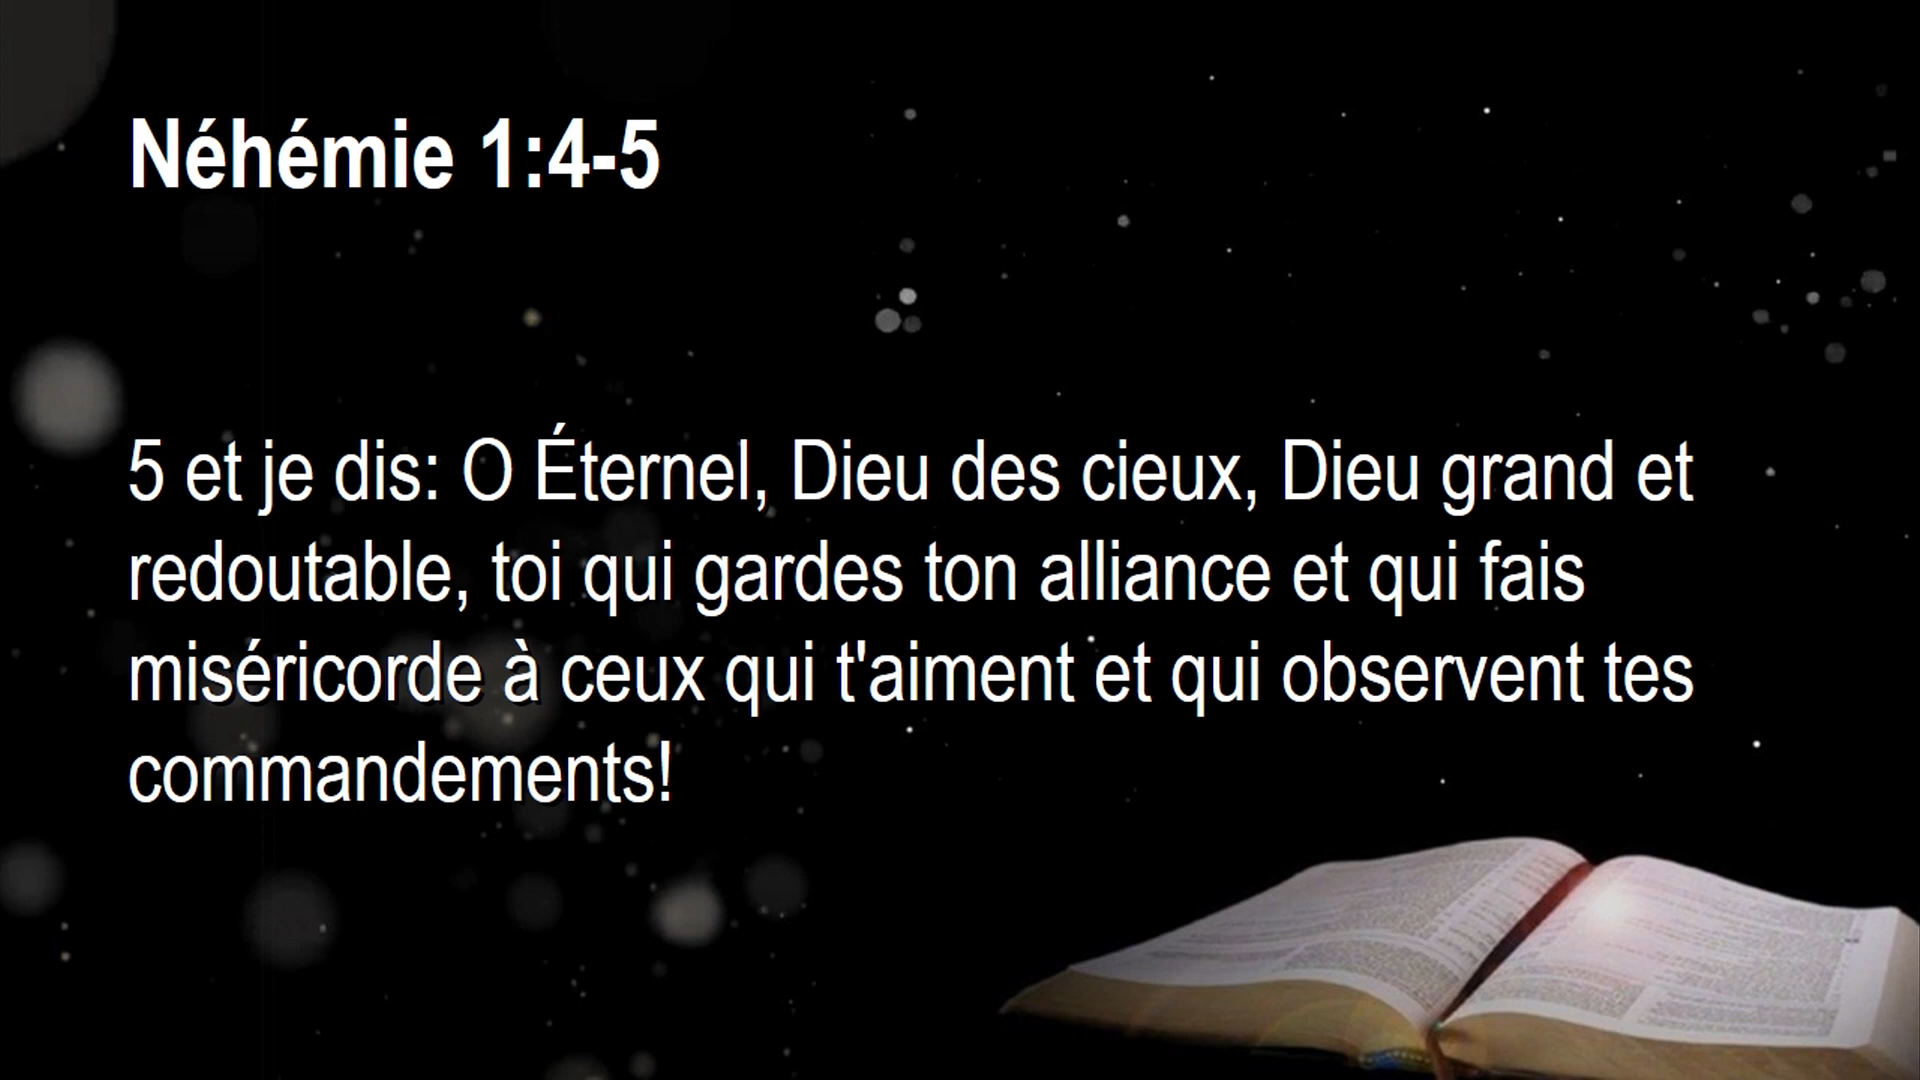 Néhémie 1:4-5
5 et je dis: O Éternel, Dieu des cieux, Dieu grand et
redoutable, toi qui gardes ton alliance et qui fais
miséricorde à ceux qui t'aiment et qui observent tes
commandements!